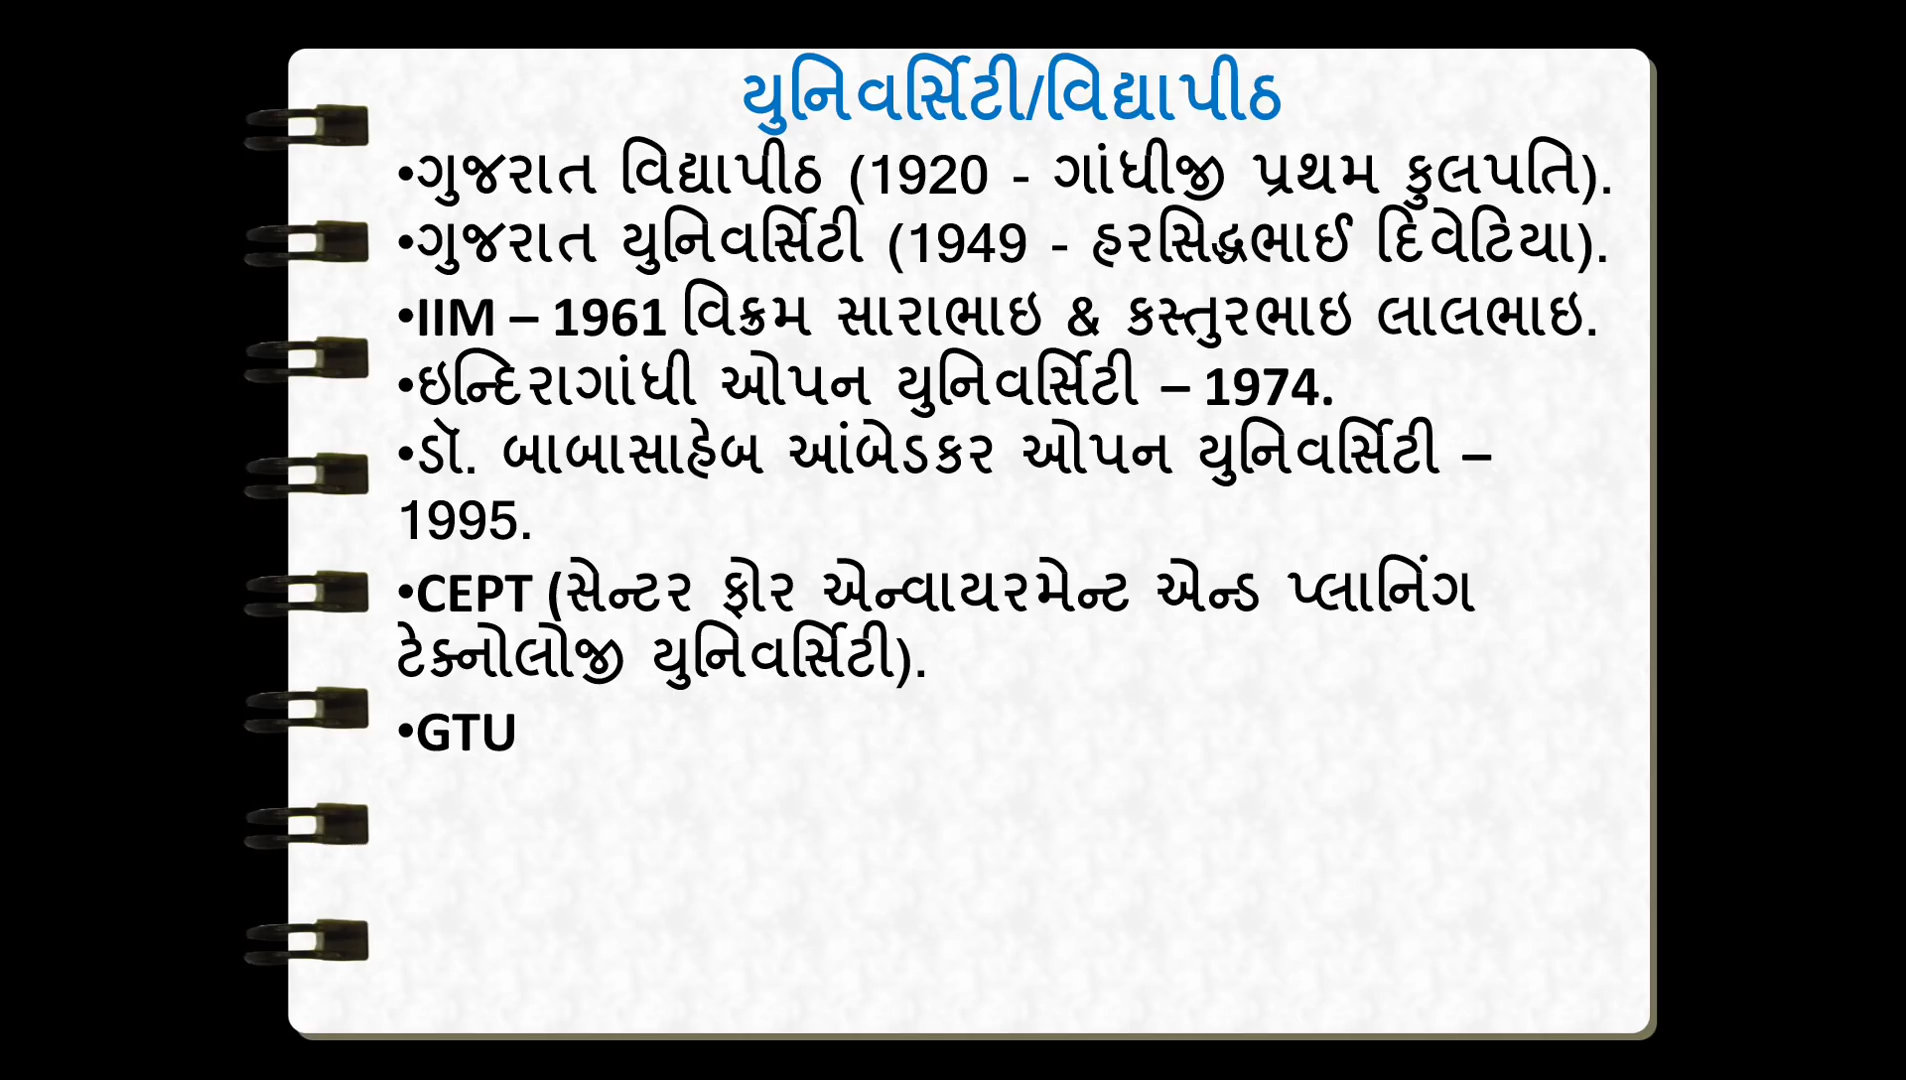 યુનિવર્સિટી/વિદ્યાપીઠ
•ગુજરાત વિદ્યાપીઠ (1920 - ગાંધીજી પ્રથમ કુલપતિ).
•ગુજરાત યુનિવર્સિટી (1949 - હરસિદ્ધભાઈ દિવેટિયા).
•IIM – 1961 વિક્રમ સારાભાઇ & કસ્તુરભાઇ લાલભાઇ.
•ઇન્દિરાગાંધી ઓપન યુનિવર્સિટી – 1974.
•ડૉ. બાબાસાહેબ આંબેડકર ઓપન યુનિવર્સિટી –
1995.
•CEPT (સેન્ટર ફોર એન્વાયરમેન્ટ એન્ડ પ્લાનિંગ
ટેક્નોલોજી યુનિવર્સિટી).
•GTU